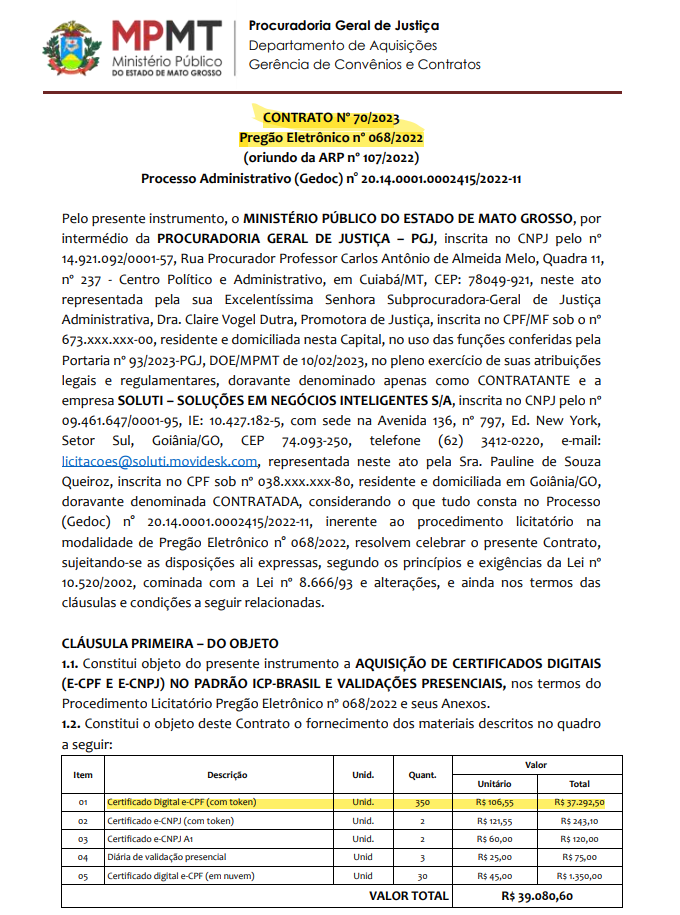 MPMT
Ministério Público
DO ESTADO DE MATO GROSSO
Procuradoria Geral de Justiça
Departamento de Aquisições
Gerência de Convênios e Contratos
CONTRATO N° 70/2023
Pregão Eletrônico n° 068/2022
(oriundo da ARP n° 107/2022)
Processo Administrativo (Gedoc) n° 20.14.0001.0002415/2022-11
Pelo presente instrumento, o MINISTÉRIO PÚBLICO DO ESTADO DE MATO GROSSO, por
intermédio da PROCURADORIA GERAL DE JUSTIÇA – PGJ, inscrita no CNPJ pelo n°
14.921.092/0001-57, Rua Procurador Professor Carlos Antônio de Almeida Melo, Quadra 11,
n° 237 - Centro Político e Administrativo, em Cuiabá/MT, CEP: 78049-921, neste ato
representada pela sua Excelentíssima Senhora Subprocuradora-Geral de Justiça
Administrativa, Dra. Claire Vogel Dutra, Promotora de Justiça, inscrita no CPF/MF sob o n°
673.xxx.xxx-00, residente e domiciliada nesta Capital, no uso das funções conferidas pela
Portaria n° 93/2023-PGJ, DOE/MPMT de 10/02/2023, no pleno exercício de suas atribuições
legais e regulamentares, doravante denominado apenas como CONTRATANTE e a
empresa SOLUTI – SOLUÇÕES EM NEGÓCIOS INTELIGENTES S/A, inscrita no CNPJ pelo n°
09.461.647/0001-95, IE: 10.427.182-5, com sede na Avenida 136, n° 797, Ed. New York,
Setor Sul, Goiânia/GO, CEP 74.093-250, telefone (62) 3412-0220, e-mail:
licitacoes@soluti.movidesk.com, representada neste ato pela Sra. Pauline de Souza
Queiroz, inscrita no CPF sob n° 038.xxx.xxx-80, residente e domiciliada em Goiânia/GO,
doravante denominada CONTRATADA, considerando o que tudo consta no Processo
(Gedoc) n° 20.14.0001.0002415/2022-11, inerente ao procedimento licitatório na
modalidade de Pregão Eletrônico n° 068/2022, resolvem celebrar o presente Contrato,
sujeitando-se as disposições ali expressas, segundo os princípios e exigências da Lei n°
10.520/2002, cominada com a Lei n° 8.666/93 e alterações, e ainda nos termos das
cláusulas e condições a seguir relacionadas.
CLÁUSULA PRIMEIRA – DO OBJETO
1.1. Constitui objeto do presente instrumento a AQUISIÇÃO DE CERTIFICADOS DIGITAIS
(E-CPF E E-CNPJ) NO PADRÃO ICP-BRASIL E VALIDAÇÕES PRESENCIAIS, nos termos do
Procedimento Licitatório Pregão Eletrônico n° 068/2022 e seus Anexos.
1.2. Constitui o objeto deste Contrato o fornecimento dos materiais descritos no quadro
a seguir:
Item Descrição Unid. Quant. Valor
Unitário Total
01 Certificado Digital e-CPF (com token) Unid. 350 R$ 106,55 R$ 37.292,50
02 Certificado e-CNPJ (com token) Unid. 2 R$ 121,55 R$ 243,10
03 Certificado e-CNPJ A1 Unid. 2 R$ 60,00 R$ 120,00
04 Diária de validação presencial Unid 3 R$ 25,00 R$ 75,00
05 Certificado digital e-CPF (em nuvem) Unid 30 R$ 45,00 R$ 1.350,00
VALOR TOTAL R$ 39.080,60